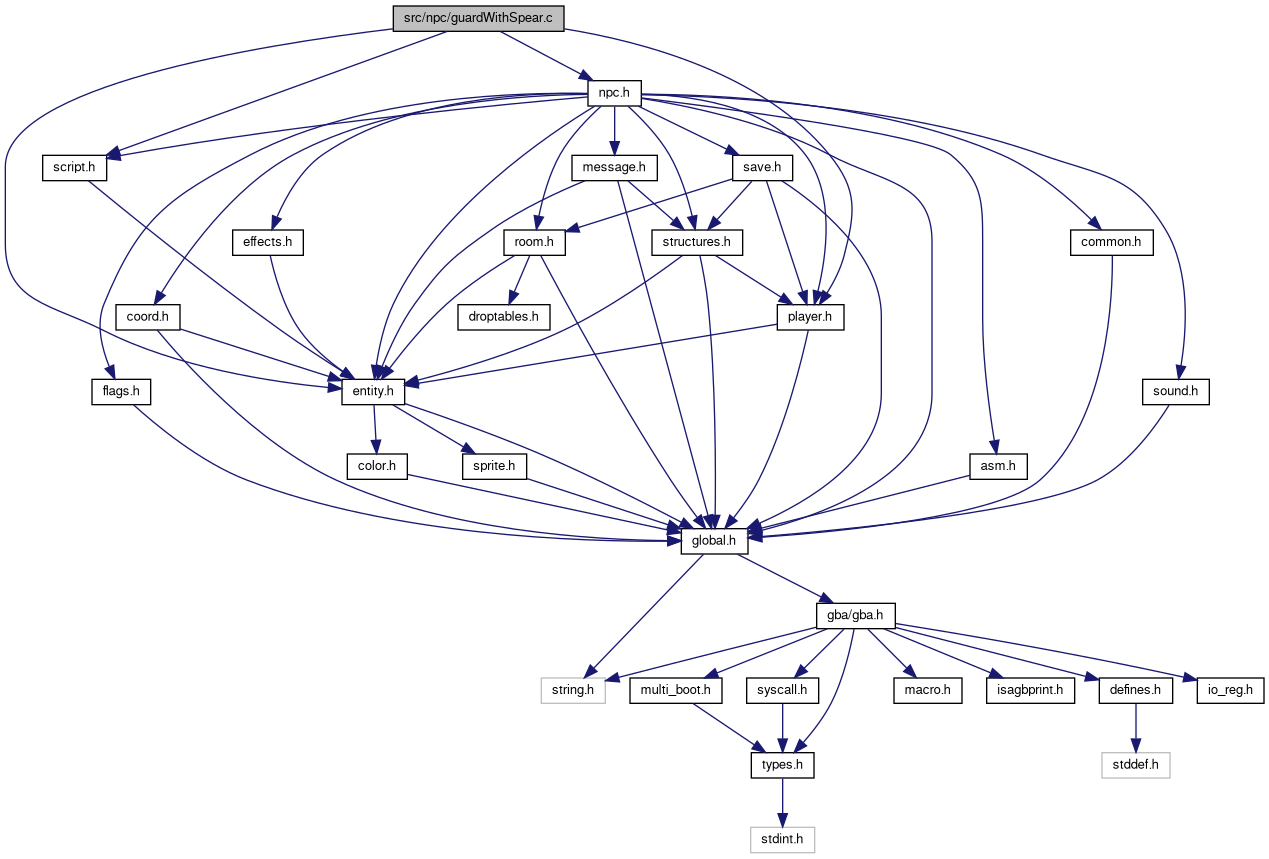 src/npc/guardWithSpear.c
npc.h
script.h
message.h
save.h
effects.h
room.h
structures.h
common.h
coord.h
droptables.h
player.h
flags.h
entity.h
sound.h
color.h
sprite.h
asm.h
global.h
gba/gba.h
string.h
multi_boot.h
syscall.h
macro.h
isagbprint.h
defines.h
io_reg.h
types.h
stddef.h
stdint.h